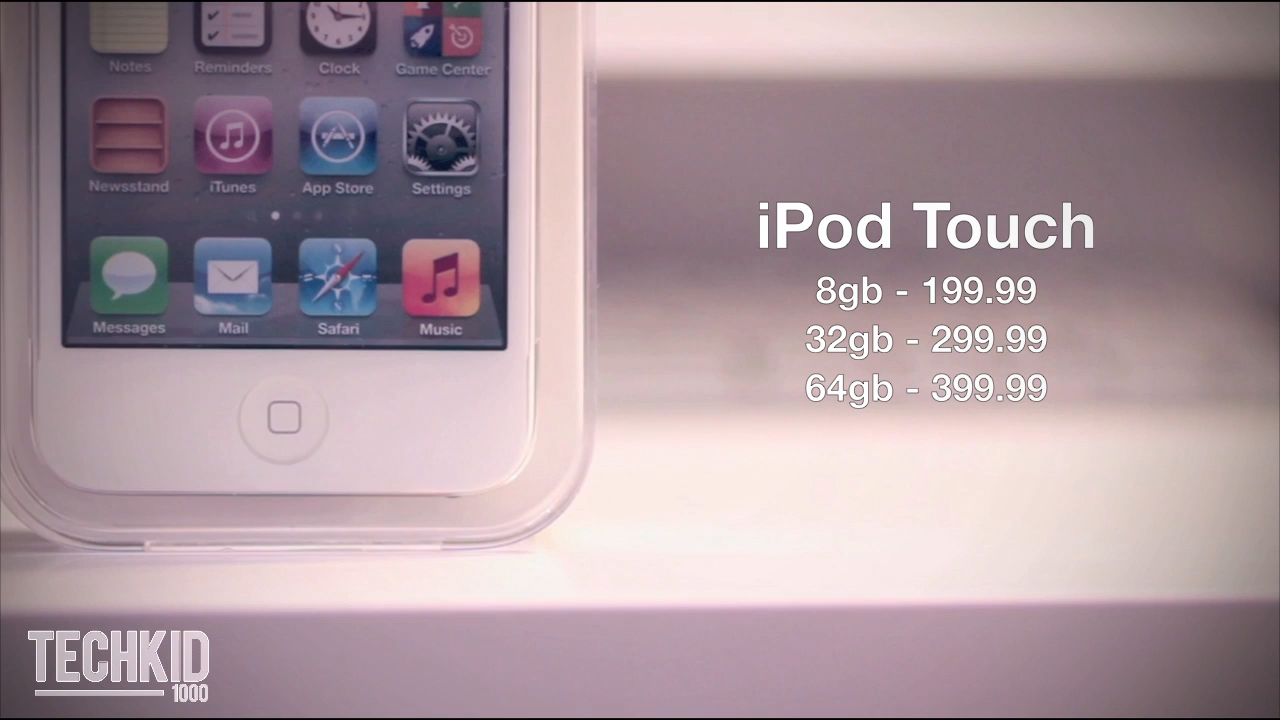 Notes Reminders Clock Game Center
Newsstand iTunes App Store Settings
Messages Mail Safari Music
iPod Touch
8gb - 199.99
32gb - 299.99
64gb - 399.99
TECHKID
1000